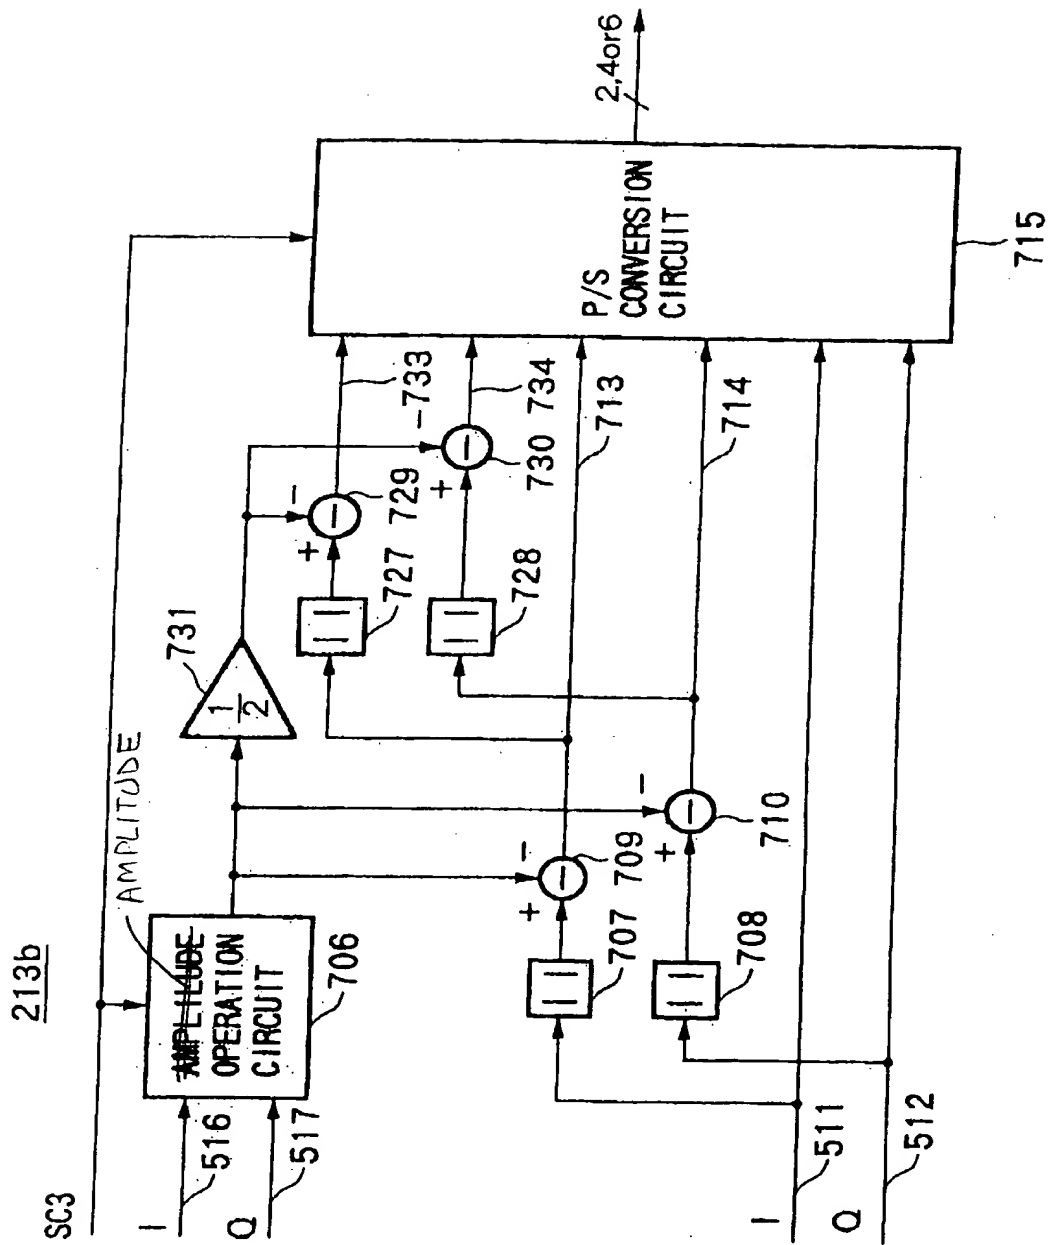 213b
SC3
I
516
Q
517
AMPLITUDE
AMPLILUDE
OPERATION
CIRCUIT
706
1/2
731
+
-
-
729
727
733
-
+
-
730
728
734
+
-
-
709
707
713
+
-
-
710
708
714
I
511
Q
512
P/S
CONVERSION
CIRCUIT
715
2,4or6